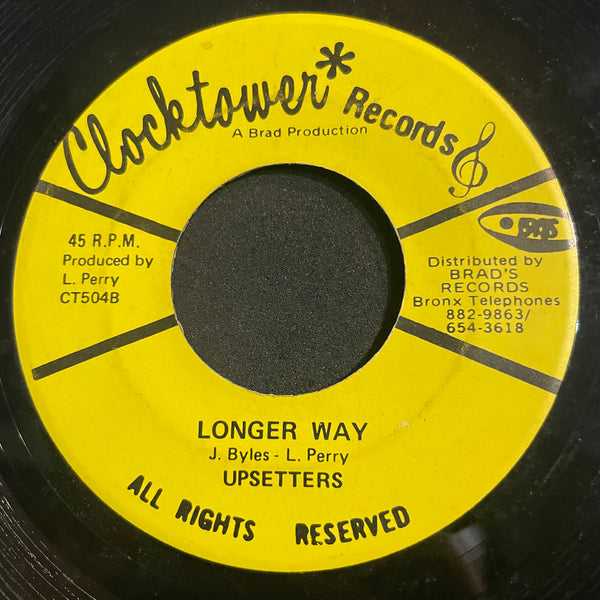 Clocktower* Records
A Brad Production
45 R.P.M.
Produced by
L. Perry
CT504B
Distributed by
BRAD'S
RECORDS
Bronx Telephones
882-9863/
654-3618
LONGER WAY
J. Byles - L. Perry
UPSETTERS
ALL RIGHTS RESERVED